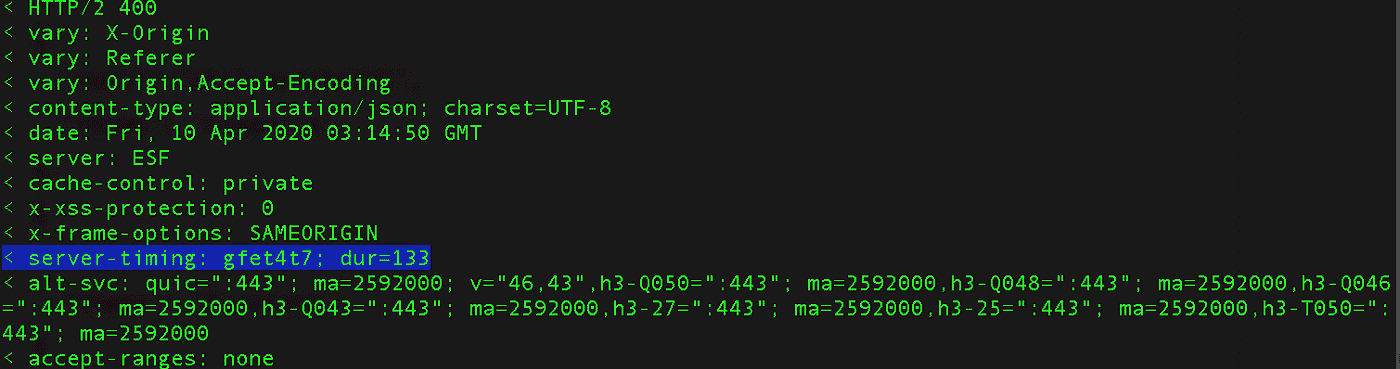 < HTTP/2 400
< vary: X-Origin
< vary: Referer
< vary: Origin,Accept-Encoding
< content-type: application/json; charset=UTF-8
< date: Fri, 10 Apr 2020 03:14:50 GMT
< server: ESF
< cache-control: private
< x-xss-protection: 0
< x-frame-options: SAMEORIGIN
< server-timing: gfet4t7; dur=133
< alt-svc: quic=":443"; ma=2592000; v="46,43",h3-Q050=":443"; ma=2592000,h3-Q048=":443"; ma=2592000,h3-Q046
=":443"; ma=2592000,h3-Q043=":443"; ma=2592000,h3-27=":443"; ma=2592000,h3-25=":443"; ma=2592000,h3-T050=":
443"; ma=2592000
< accept-ranges: none